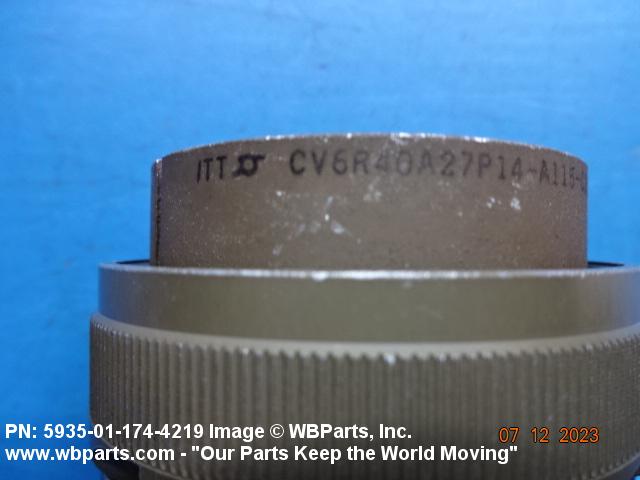 ITT CV6R40A27P14-A115-
PN: 5935-01-174-4219 Image © WBParts, Inc.
07 12 2023
www.wbparts.com - "Our Parts Keep the World Moving"